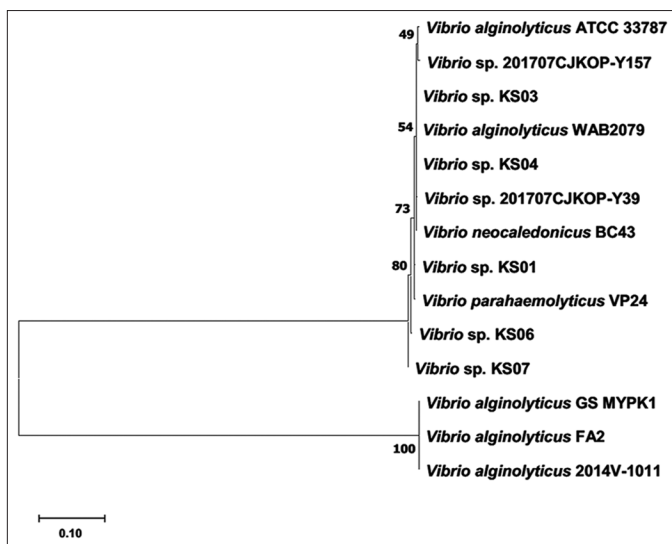 49
Vibrio alginolyticus ATCC 33787
Vibrio sp. 201707CJKOP-Y157
Vibrio sp. KS03
54
Vibrio alginolyticus WAB2079
Vibrio sp. KS04
Vibrio sp. 201707CJKOP-Y39
73
Vibrio neocaledonicus BC43
80
Vibrio sp. KS01
Vibrio parahaemolyticus VP24
Vibrio sp. KS06
Vibrio sp. KS07
Vibrio alginolyticus GS MYPK1
Vibrio alginolyticus FA2
100
Vibrio alginolyticus 2014V-1011
0.10